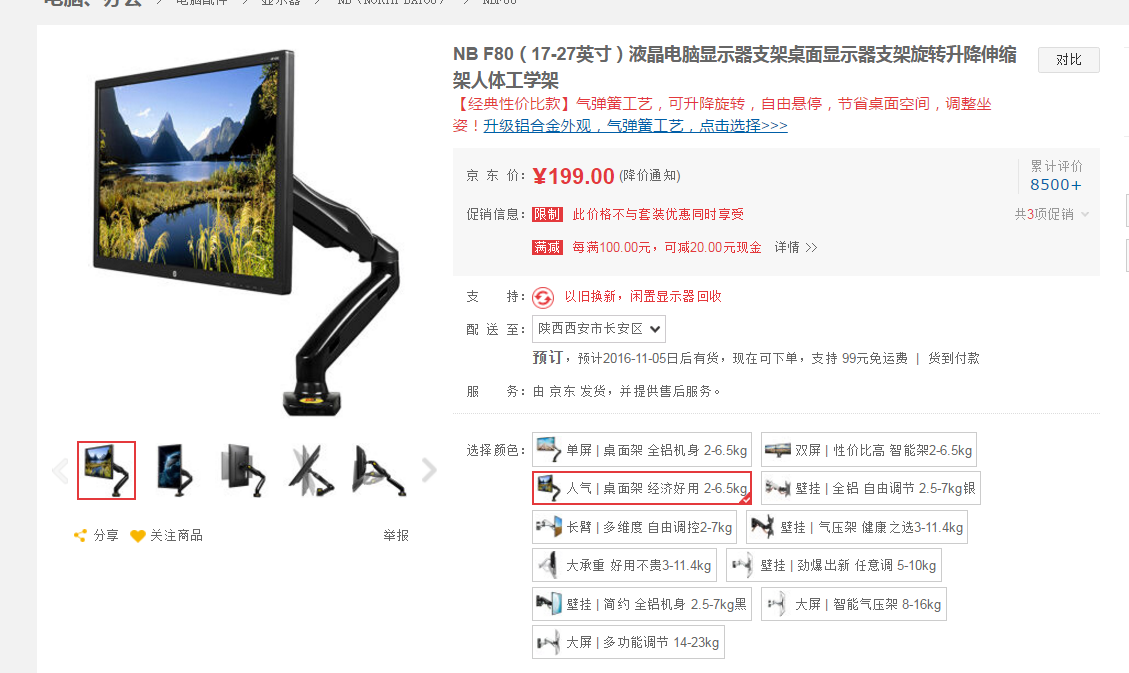 电脑、办公 > 电脑配件 > 显示器 > NB（NORTH BAYOU） > NBF80
NB F80（17-27英寸）液晶电脑显示器支架桌面显示器支架旋转升降伸缩
架人体工学架
对比
【经典性价比款】气弹簧工艺，可升降旋转，自由悬停，节省桌面空间，调整坐
姿！升级铝合金外观，气弹簧工艺，点击选择>>>
京 东 价： ¥199.00 (降价通知)
累计评价
8500+
促销信息： 限制 此价格不与套装优惠同时享受
共3项促销
满减 每满100.00元，可减20.00元现金 详情 >>
支 持： 以旧换新，闲置显示器回收
配 送 至： 陕西西安市长安区
预订，预计2016-11-05日后有货，现在可下单，支持 99元免运费 | 货到付款
服 务：由 京东 发货，并提供售后服务。
选择颜色： 单屏 | 桌面架 全铝机身 2-6.5kg 双屏 | 性价比高 智能架2-6.5kg
人气 | 桌面架 经济好用 2-6.5kg 壁挂 | 全铝 自由调节 2.5-7kg银
长臂 | 多维度 自由调控2-7kg 壁挂 | 气压架 健康之选3-11.4kg
大承重 好用不贵3-11.4kg 壁挂 | 劲爆出新 任意调 5-10kg
壁挂 | 简约 全铝机身 2.5-7kg黑 大屏 | 智能气压架 8-16kg
大屏 | 多功能调节 14-23kg
分享 关注商品 举报